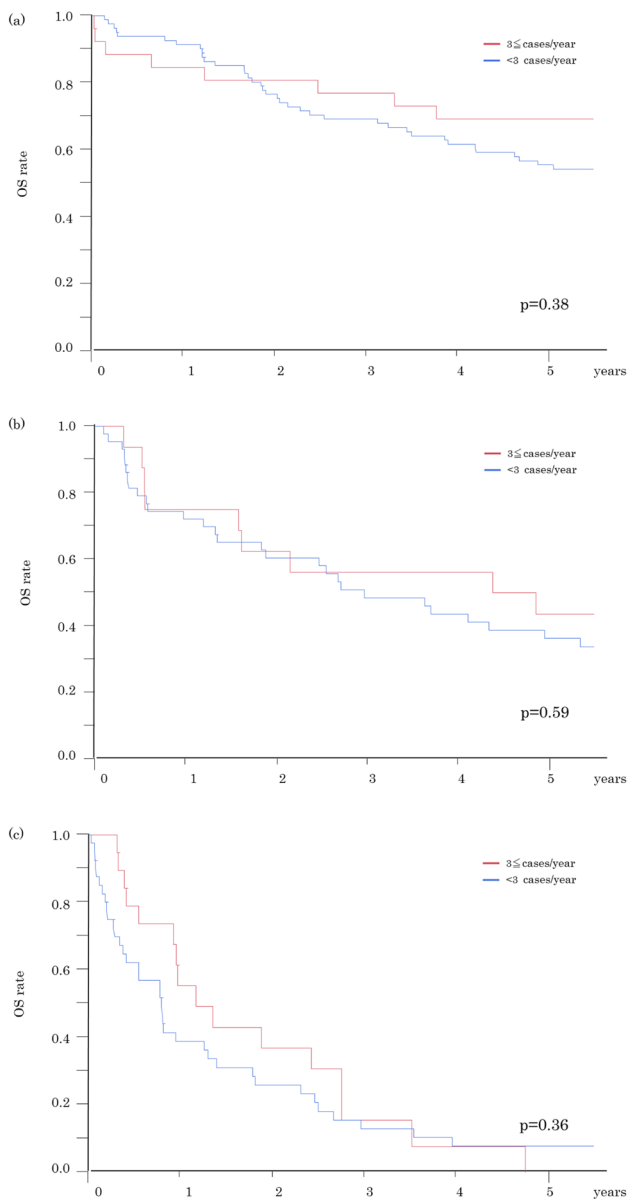 (a)
1.0
3≦ cases/year
<3 cases/year
0.8
0.6
OS rate
0.4
0.2
p=0.38
0.0
0 1 2 3 4 5 years
(b)
1.0
3≦cases/year
<3 cases/year
0.8
0.6
OS rate
0.4
0.2
p=0.59
0.0
0 1 2 3 4 5 years
(c)
1.0
3≦cases/year
<3 cases/year
0.8
0.6
OS rate
0.4
0.2
p=0.36
0.0
0 1 2 3 4 5 years